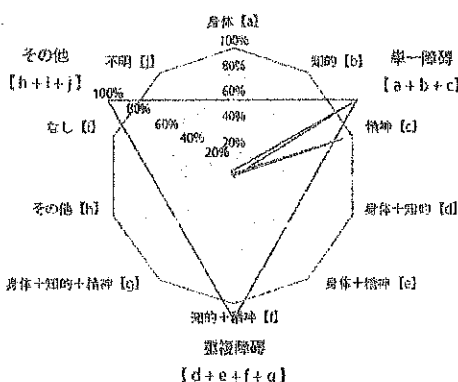 身体【a】
100%
その他
【h+i+j】
不明【j】
80%
知的【b】
単一障碍
【a+b+c】
100%
80%
60%
なし【i】
60%
40%
40%
20%
20%
精神【c】
その他【h】
身体+知的【d】
身体+知的+精神【g】
身体+精神【e】
知的+精神【f】
重複障碍
【d+e+f+g】